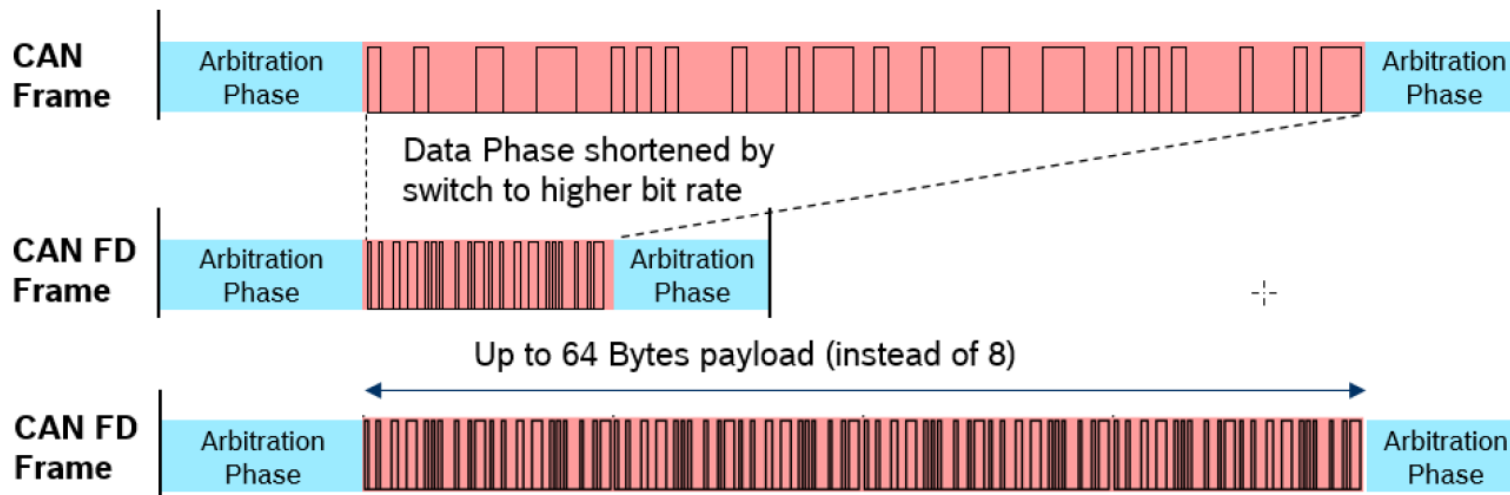 CAN
Frame
Arbitration
Phase
Arbitration
Phase
Data Phase shortened by
switch to higher bit rate
CAN FD
Frame
Arbitration
Phase
Arbitration
Phase
Up to 64 Bytes payload (instead of 8)
CAN FD
Frame
Arbitration
Phase
Arbitration
Phase